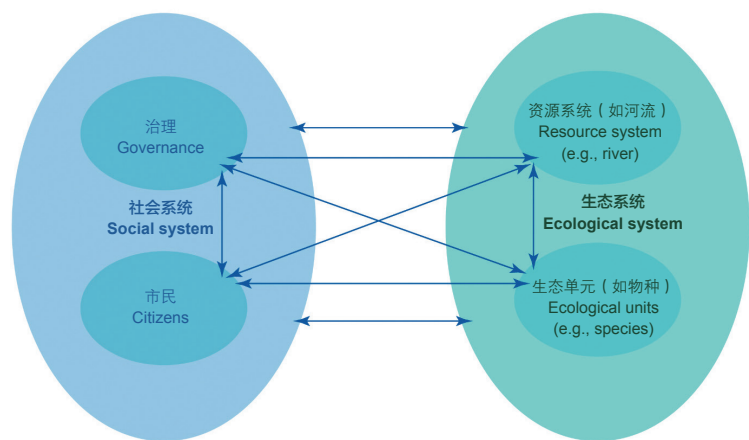 治理
Governance
社会系统
Social system
市民
Citizens
资源系统（如河流）
Resource system
(e.g., river)
生态系统
Ecological system
生态单元（如物种）
Ecological units
(e.g., species)